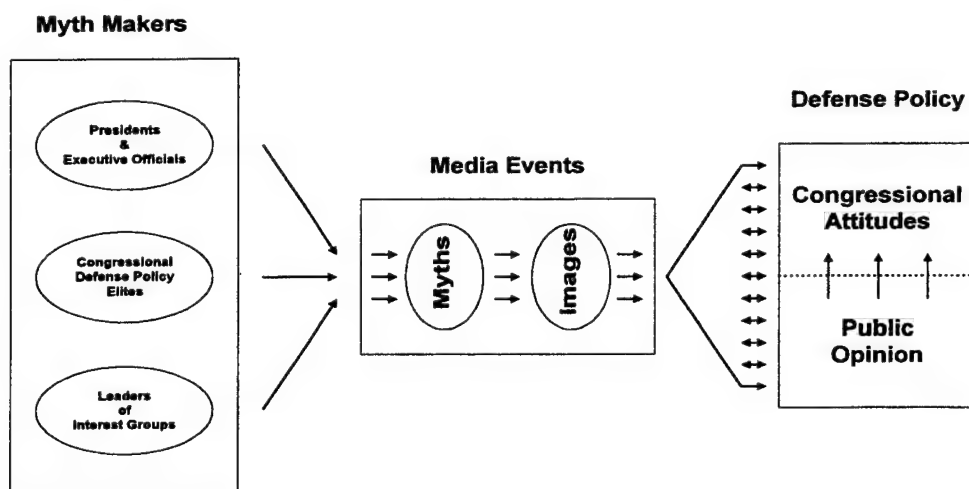 Myth Makers
Presidents
&
Executive Officials
Congressional
Defense Policy
Elites
Leaders
of
Interest Groups
Media Events
Myths
Images
Defense Policy
Congressional
Attitudes
Public
Opinion